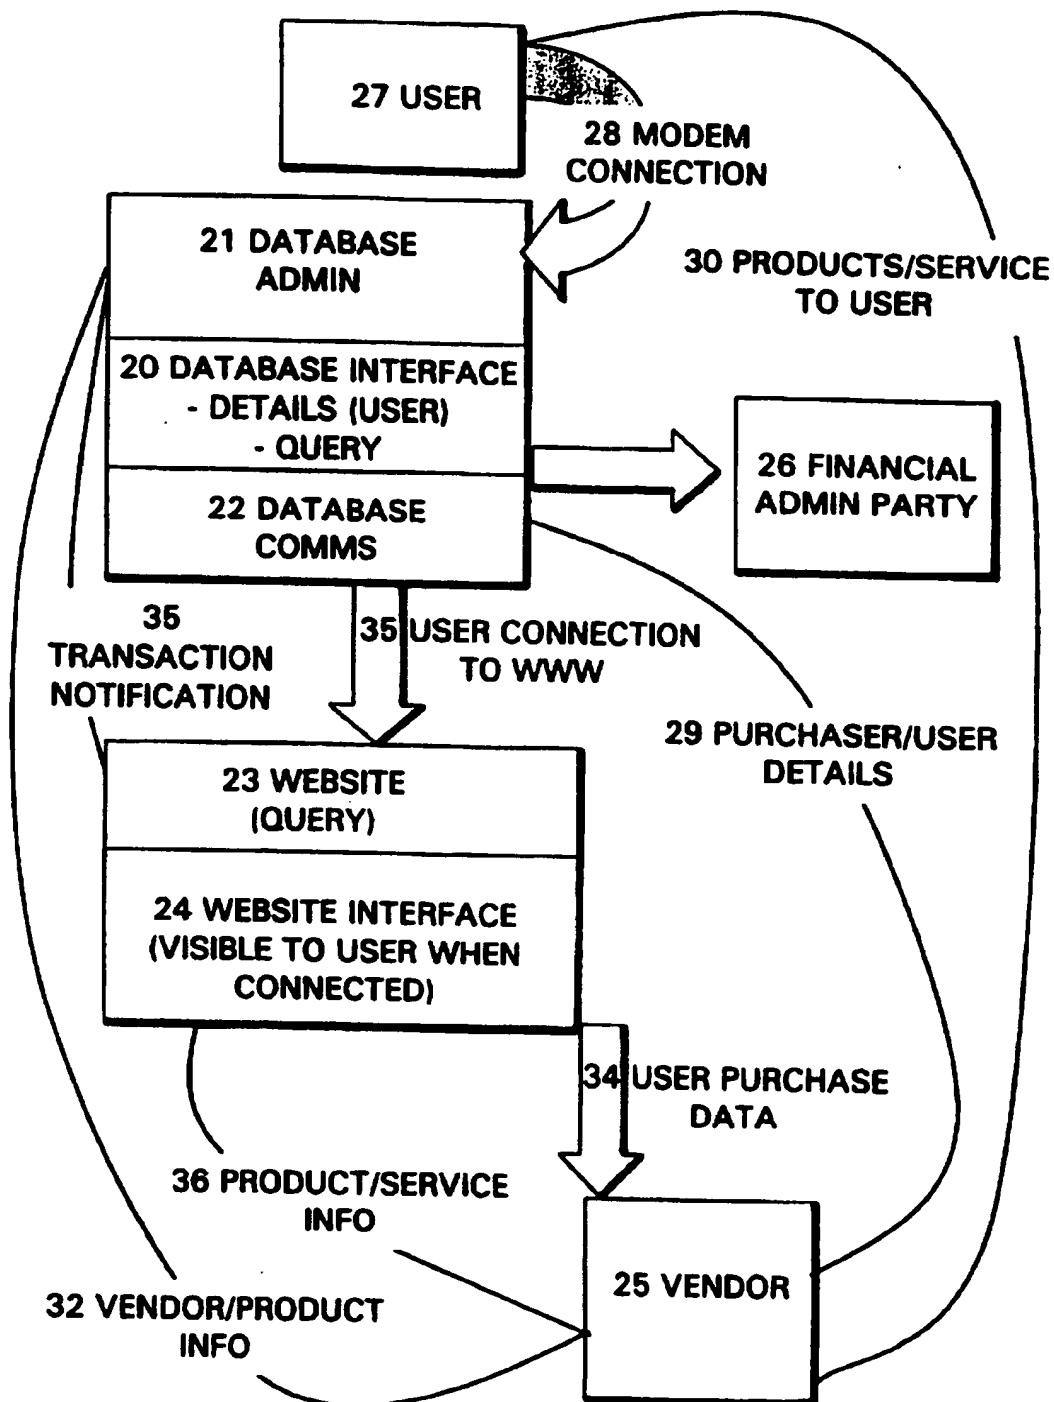 27 USER
28 MODEM
CONNECTION
21 DATABASE
ADMIN
30 PRODUCTS/SERVICE
TO USER
20 DATABASE INTERFACE
- DETAILS (USER)
- QUERY
26 FINANCIAL
ADMIN PARTY
22 DATABASE
COMMS
35
TRANSACTION
NOTIFICATION
35 USER CONNECTION
TO WWW
29 PURCHASER/USER
DETAILS
23 WEBSITE
(QUERY)
24 WEBSITE INTERFACE
(VISIBLE TO USER WHEN
CONNECTED)
34 USER PURCHASE
DATA
36 PRODUCT/SERVICE
INFO
25 VENDOR
32 VENDOR/PRODUCT
INFO